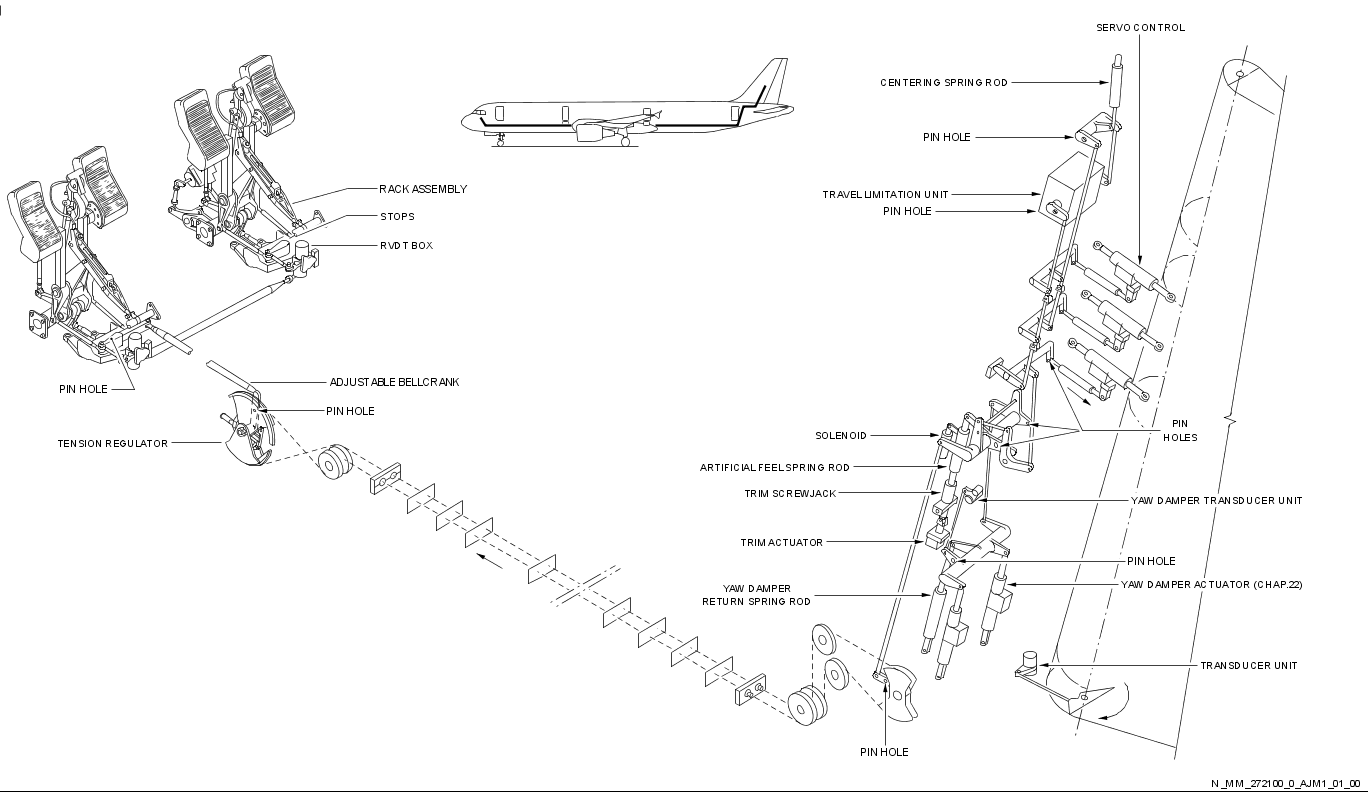 SERVO CONTROL
CENTERING SPRING ROD
PIN HOLE
TRAVEL LIMITATION UNIT
PIN HOLE
RACK ASSEMBLY
STOPS
RVDT BOX
PIN HOLE
ADJUSTABLE BELLCRANK
PIN HOLE
TENSION REGULATOR
SOLENOID
PIN
HOLES
ARTIFICIAL FEEL SPRING ROD
TRIM SCREWJACK
YAW DAMPER TRANSDUCER UNIT
TRIM ACTUATOR
PIN HOLE
YAW DAMPER
RETURN SPRING ROD
YAW DAMPER ACTUATOR (CHAP.22)
TRANSDUCER UNIT
PIN HOLE
N_MM_272100_0_AJM1_01_00